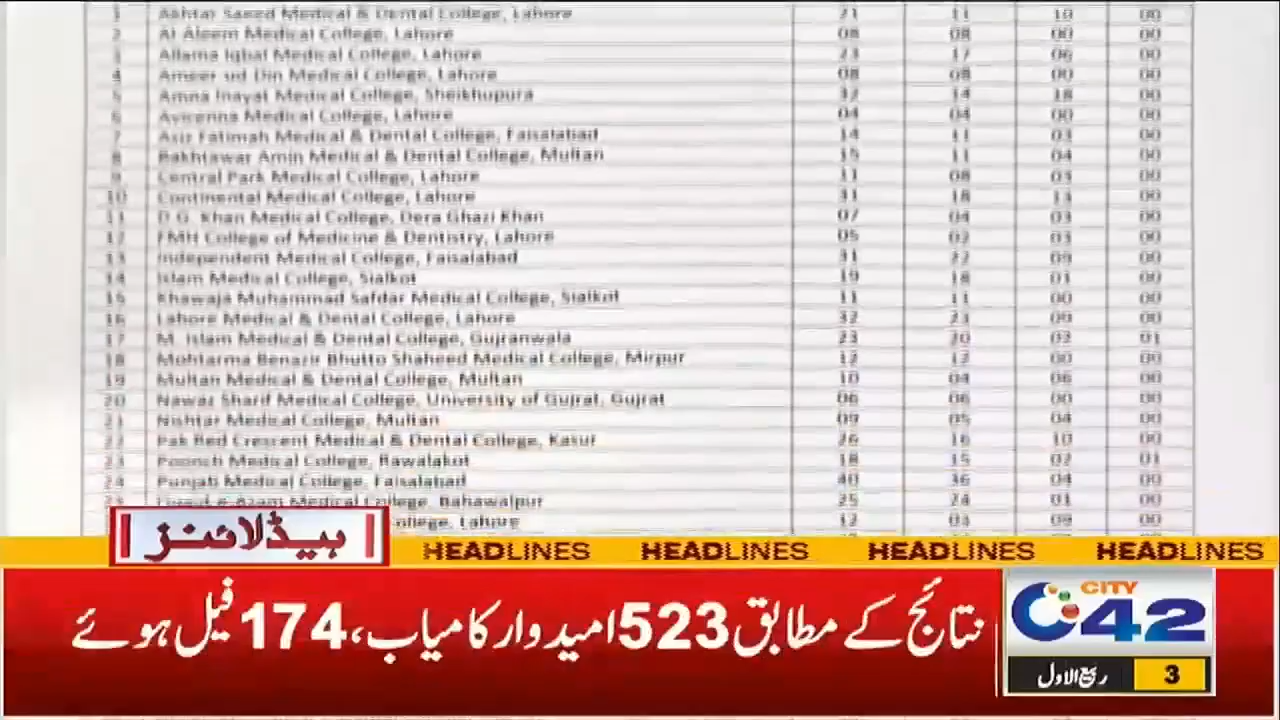 1 Akhtar Saeed Medical & Dental College, Lahore 21 11 10 00
2 Al Aleem Medical College, Lahore 08 08 00 00
3 Allama Iqbal Medical College, Lahore 23 17 06 00
4 Ameer ud Din Medical College, Lahore 08 08 00 00
5 Amna Inayat Medical College, Sheikhupura 32 14 18 00
6 Avicenna Medical College, Lahore 04 04 00 00
7 Aziz Fatimah Medical & Dental College, Faisalabad 14 11 03 00
8 Bakhtawar Amin Medical & Dental College, Multan 15 11 04 00
9 Central Park Medical College, Lahore 11 08 03 00
10 Continental Medical College, Lahore 31 18 13 00
11 D.G. Khan Medical College, Dera Ghazi Khan 07 04 03 00
12 FMH College of Medicine & Dentistry, Lahore 05 02 03 00
13 Independent Medical College, Faisalabad 31 22 09 00
14 Islam Medical College, Sialkot 19 18 01 00
15 Khawaja Muhammad Safdar Medical College, Sialkot 11 11 00 00
16 Lahore Medical & Dental College, Lahore 32 23 09 00
17 M. Islam Medical & Dental College, Gujranwala 23 20 02 01
18 Mohtarma Benazir Bhutto Shaheed Medical College, Mirpur 12 12 00 00
19 Multan Medical & Dental College, Multan 10 04 06 00
20 Nawaz Sharif Medical College, University of Gujrat, Gujrat 06 06 00 00
21 Nishtar Medical College, Multan 09 05 04 00
22 Pak Red Crescent Medical & Dental College, Kasur 26 16 10 00
23 Poonch Medical College, Rawalakot 18 15 02 01
24 Punjab Medical College, Faisalabad 40 36 04 00
25 Quaid-e-Azam Medical College, Bahawalpur 25 24 01 00
College, Lahore 12 03 09 00
ہیڈلائنز
HEADLINES HEADLINES HEADLINES HEADLINES
نتائج کے مطابق 523 امیدوار کامیاب، 174 فیل ہوئے
CITY
42
3 ربیع الاول